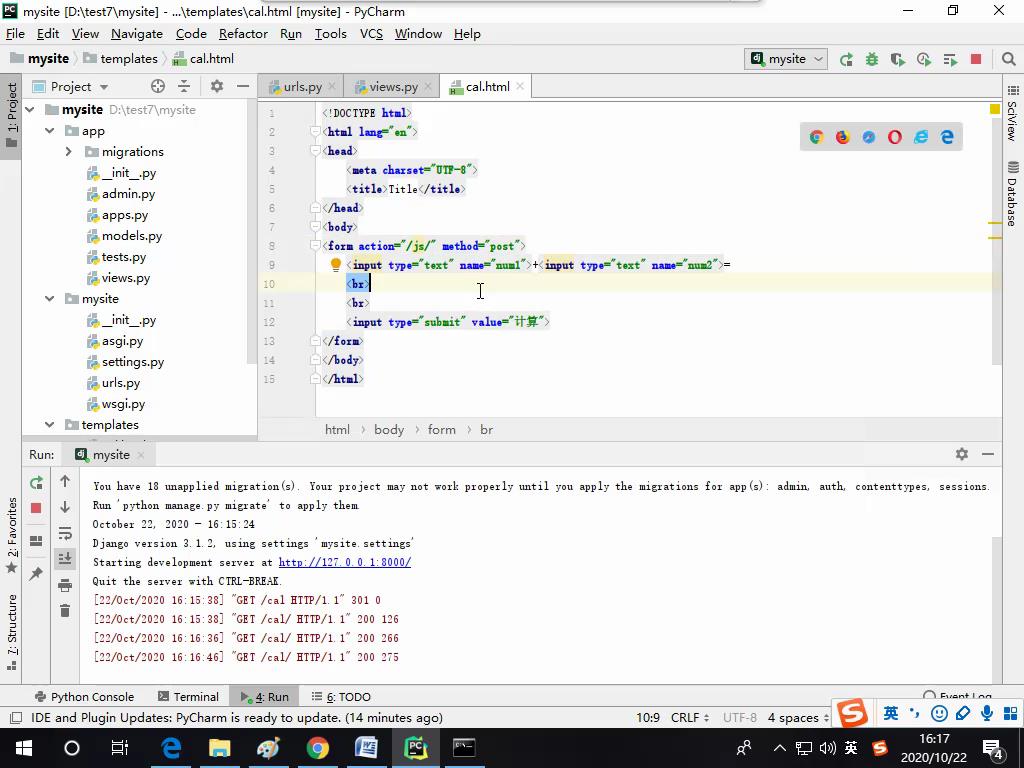 mysite [D:\test7\mysite] - ...\templates\cal.html [mysite] - PyCharm
File Edit View Navigate Code Refactor Run Tools VCS Window Help
mysite templates cal.html mysite
1: Project
Project
urls.py views.py cal.html
mysite D:\test7\mysite
app
migrations
__init__.py
admin.py
apps.py
models.py
tests.py
views.py
mysite
__init__.py
asgi.py
settings.py
urls.py
wsgi.py
templates
1 <!DOCTYPE html>
2 <html lang="en">
3 <head>
4 <meta charset="UTF-8">
5 <title>Title</title>
6 </head>
7 <body>
8 <form action="/js/" method="post">
9 <input type="text" name="num1">+<input type="text" name="num2">=
10 <br>
11 <br>
12 <input type="submit" value="计算">
13 </form>
14 </body>
15 </html>
html body form br
SciView
Database
Run: mysite
You have 18 unapplied migration(s). Your project may not work properly until you apply the migrations for app(s): admin, auth, contenttypes, sessions.
Run 'python manage.py migrate' to apply them.
October 22, 2020 - 16:15:24
Django version 3.1.2, using settings 'mysite.settings'
Starting development server at http://127.0.0.1:8000/
Quit the server with CTRL-BREAK.
[22/Oct/2020 16:15:38] "GET /cal HTTP/1.1" 301 0
[22/Oct/2020 16:15:38] "GET /cal/ HTTP/1.1" 200 126
[22/Oct/2020 16:16:36] "GET /cal/ HTTP/1.1" 200 266
[22/Oct/2020 16:16:46] "GET /cal/ HTTP/1.1" 200 275
2: Favorites
7: Structure
Python Console Terminal 4: Run 6: TODO Event Log
IDE and Plugin Updates: PyCharm is ready to update. (14 minutes ago) 10:9 CRLF UTF-8 4 spaces 英
英 16:17
2020/10/22 4